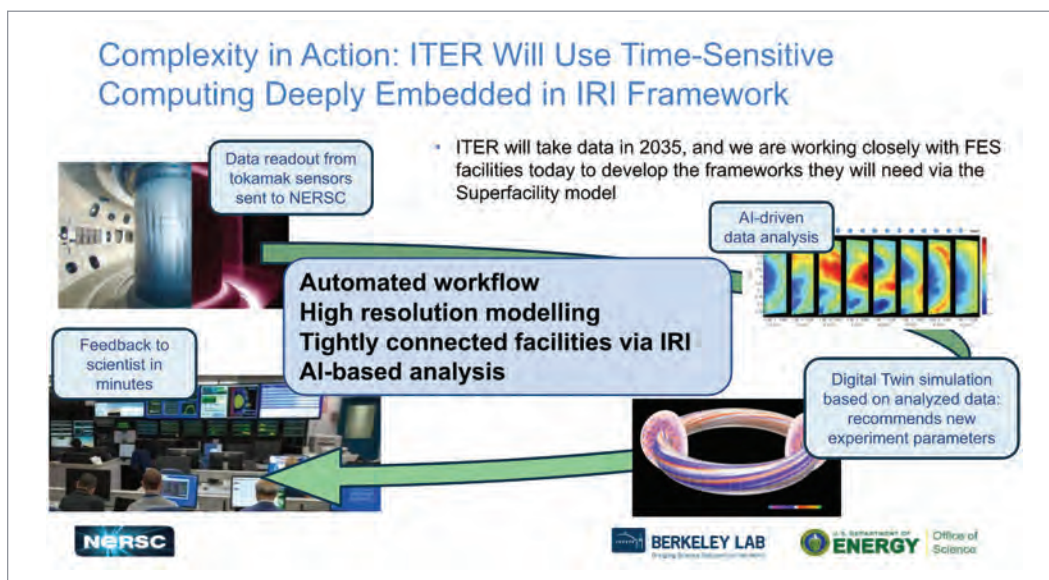 Complexity in Action: ITER Will Use Time-Sensitive
Computing Deeply Embedded in IRI Framework
Data readout from
tokamak sensors
sent to NERSC
• ITER will take data in 2035, and we are working closely with FES
facilities today to develop the frameworks they will need via the
Superfacility model
AI-driven
data analysis
Automated workflow
High resolution modelling
Tightly connected facilities via IRI
AI-based analysis
Feedback to
scientist in
minutes
Digital Twin simulation
based on analyzed data:
recommends new
experiment parameters
NERSC
BERKELEY LAB
U.S. DEPARTMENT OF
ENERGY
Office of
Science